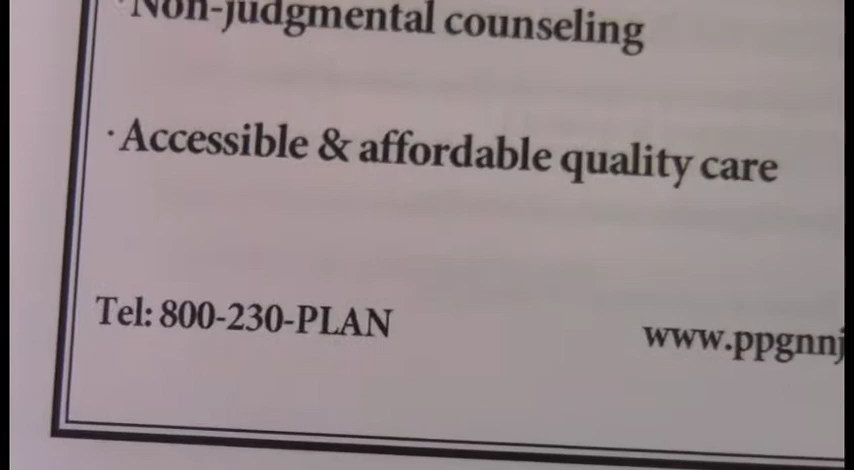 · Non-judgmental counseling
· Accessible & affordable quality care
Tel: 800-230-PLAN www.ppgnnj